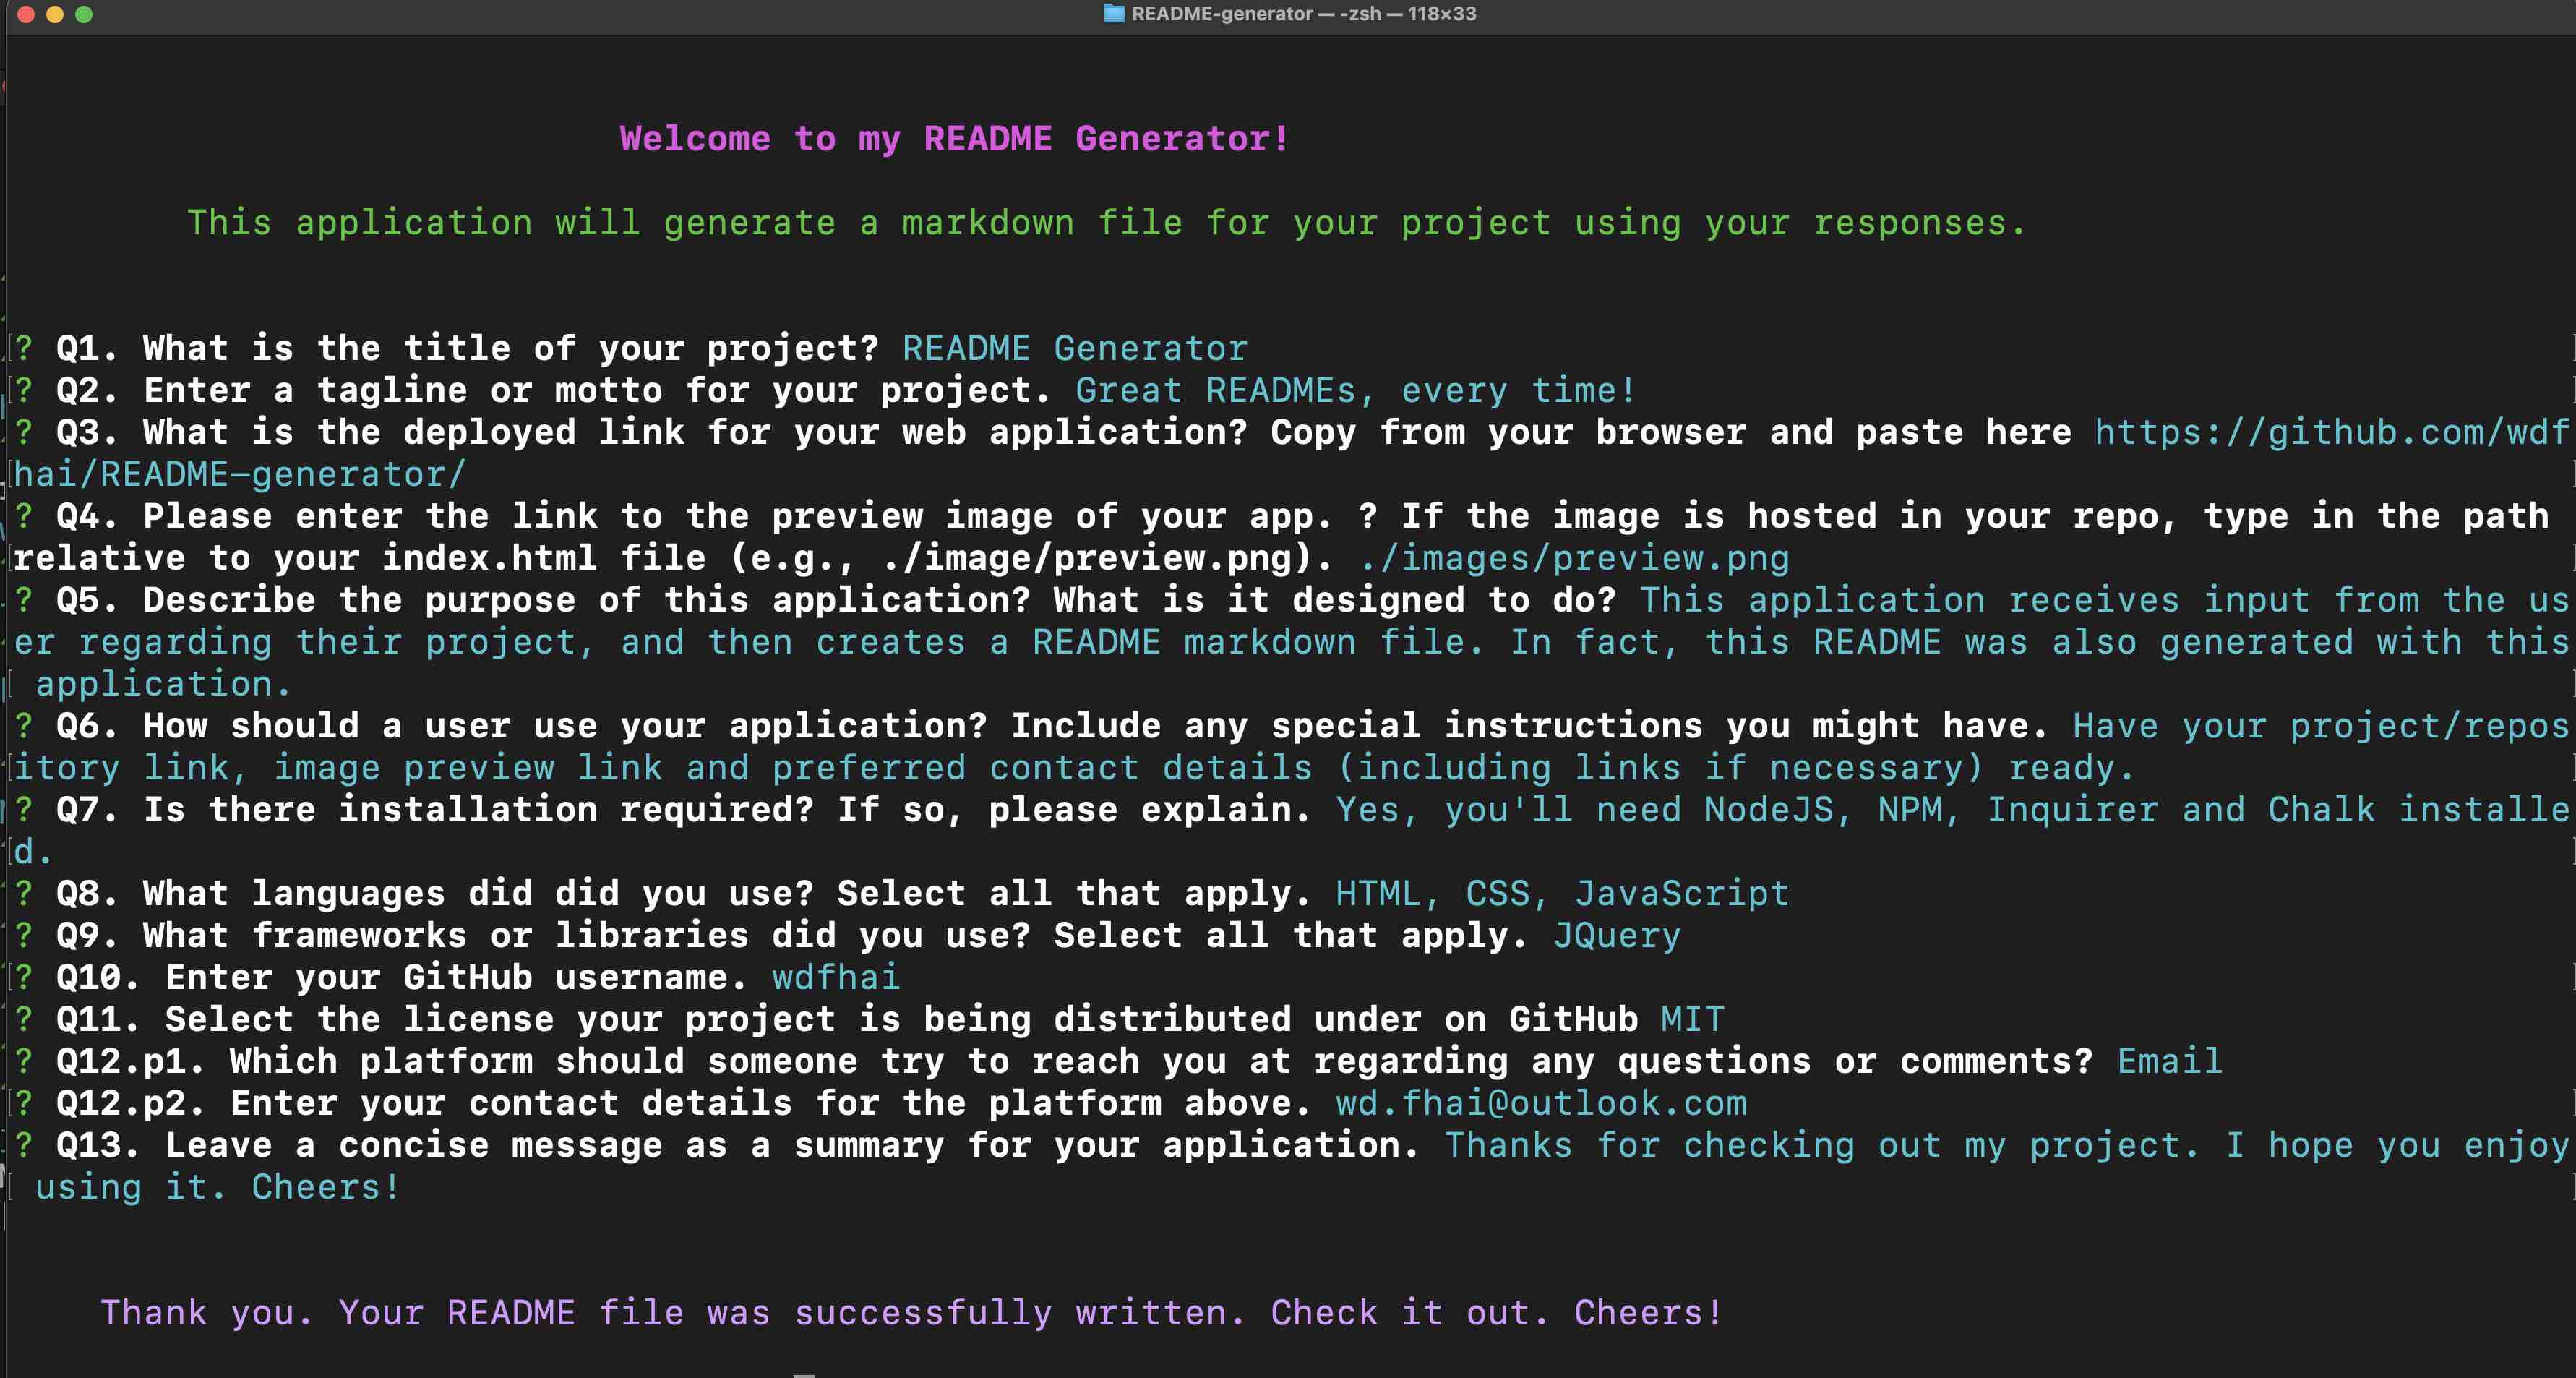 README-generator — -zsh — 118×33
Welcome to my README Generator!
This application will generate a markdown file for your project using your responses.
? Q1. What is the title of your project? README Generator
? Q2. Enter a tagline or motto for your project. Great READMEs, every time!
? Q3. What is the deployed link for your web application? Copy from your browser and paste here https://github.com/wdf
hai/README-generator/
? Q4. Please enter the link to the preview image of your app. ? If the image is hosted in your repo, type in the path
relative to your index.html file (e.g., ./image/preview.png). ./images/preview.png
? Q5. Describe the purpose of this application? What is it designed to do? This application receives input from the us
er regarding their project, and then creates a README markdown file. In fact, this README was also generated with this
application.
? Q6. How should a user use your application? Include any special instructions you might have. Have your project/repos
itory link, image preview link and preferred contact details (including links if necessary) ready.
? Q7. Is there installation required? If so, please explain. Yes, you'll need NodeJS, NPM, Inquirer and Chalk installe
d.
? Q8. What languages did did you use? Select all that apply. HTML, CSS, JavaScript
? Q9. What frameworks or libraries did you use? Select all that apply. JQuery
? Q10. Enter your GitHub username. wdfhai
? Q11. Select the license your project is being distributed under on GitHub MIT
? Q12.p1. Which platform should someone try to reach you at regarding any questions or comments? Email
? Q12.p2. Enter your contact details for the platform above. wd.fhai@outlook.com
? Q13. Leave a concise message as a summary for your application. Thanks for checking out my project. I hope you enjoy
using it. Cheers!
Thank you. Your README file was successfully written. Check it out. Cheers!